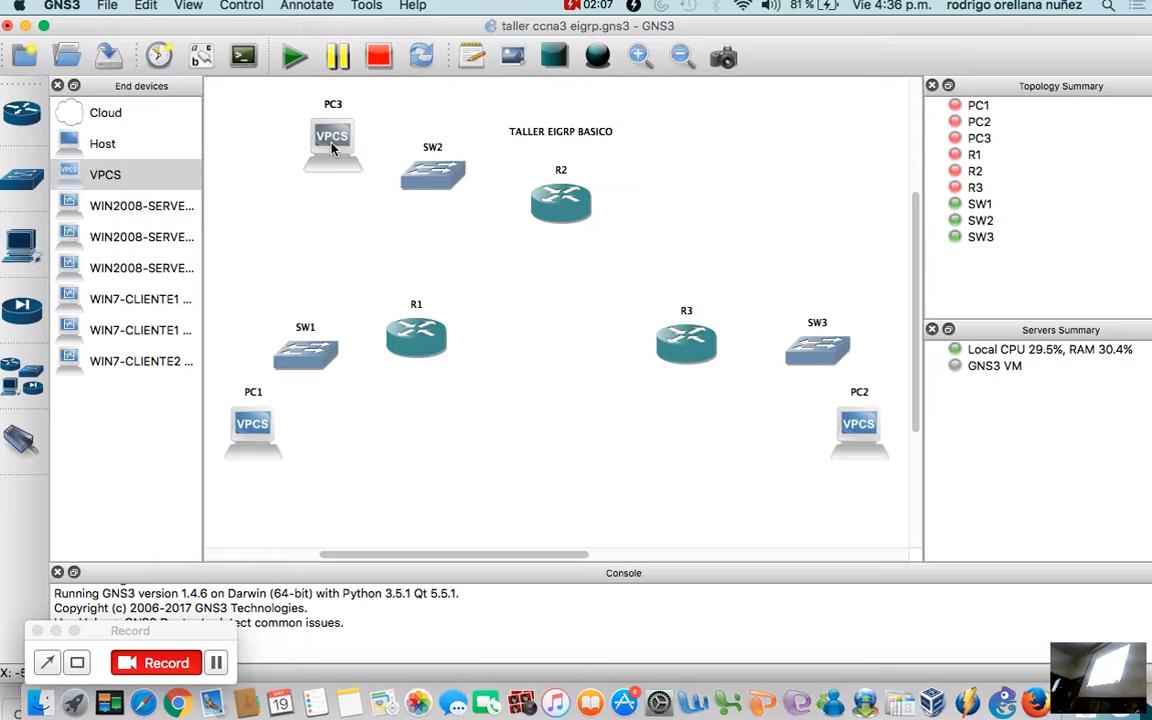 GNS3 File Edit View Control Annotate Tools Help 02:07 81 % Vie 4:36 p.m. rodrigo orellana nuñez
taller ccna3 eigrp.gns3 - GNS3
End devices
Cloud
Host
VPCS
WIN2008-SERVE...
WIN2008-SERVE...
WIN2008-SERVE...
WIN7-CLIENTE1 ...
WIN7-CLIENTE1 ...
WIN7-CLIENTE2 ...
PC3
VPCS
SW2
TALLER EIGRP BASICO
R2
R1
SW1
PC1
VPCS
R3
SW3
PC2
VPCS
Topology Summary
PC1
PC2
PC3
R1
R2
R3
SW1
SW2
SW3
Servers Summary
Local CPU 29.5%, RAM 30.4%
GNS3 VM
Console
Running GNS3 version 1.4.6 on Darwin (64-bit) with Python 3.5.1 Qt 5.5.1.
Copyright (c) 2006-2017 GNS3 Technologies.
ect common issues.
Record
Record
X: -5
19